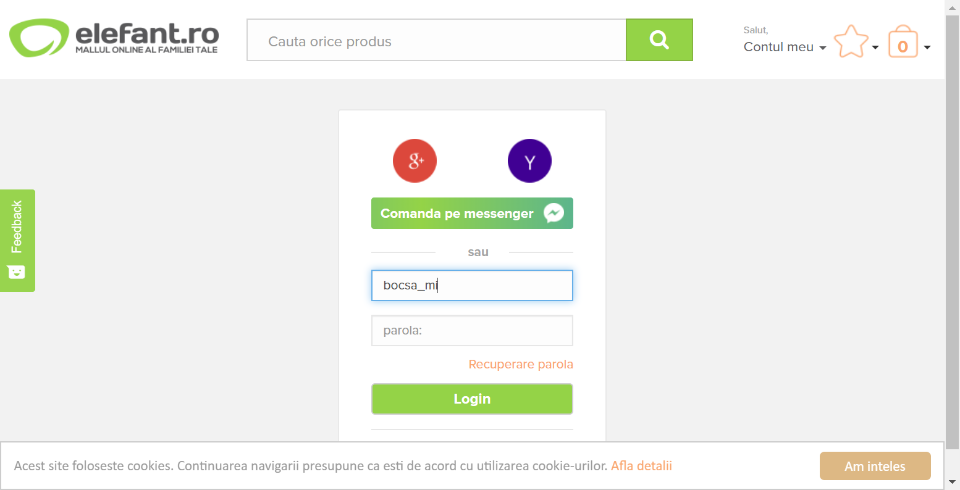 elefant.ro
MALLUL ONLINE AL FAMILIEI TALE
Cauta orice produs
Salut,
Contul meu
0
Feedback
g+
Y
Comanda pe messenger
sau
bocsa_mi
parola:
Recuperare parola
Login
Acest site foloseste cookies. Continuarea navigarii presupune ca esti de acord cu utilizarea cookie-urilor. Afla detalii
Am inteles